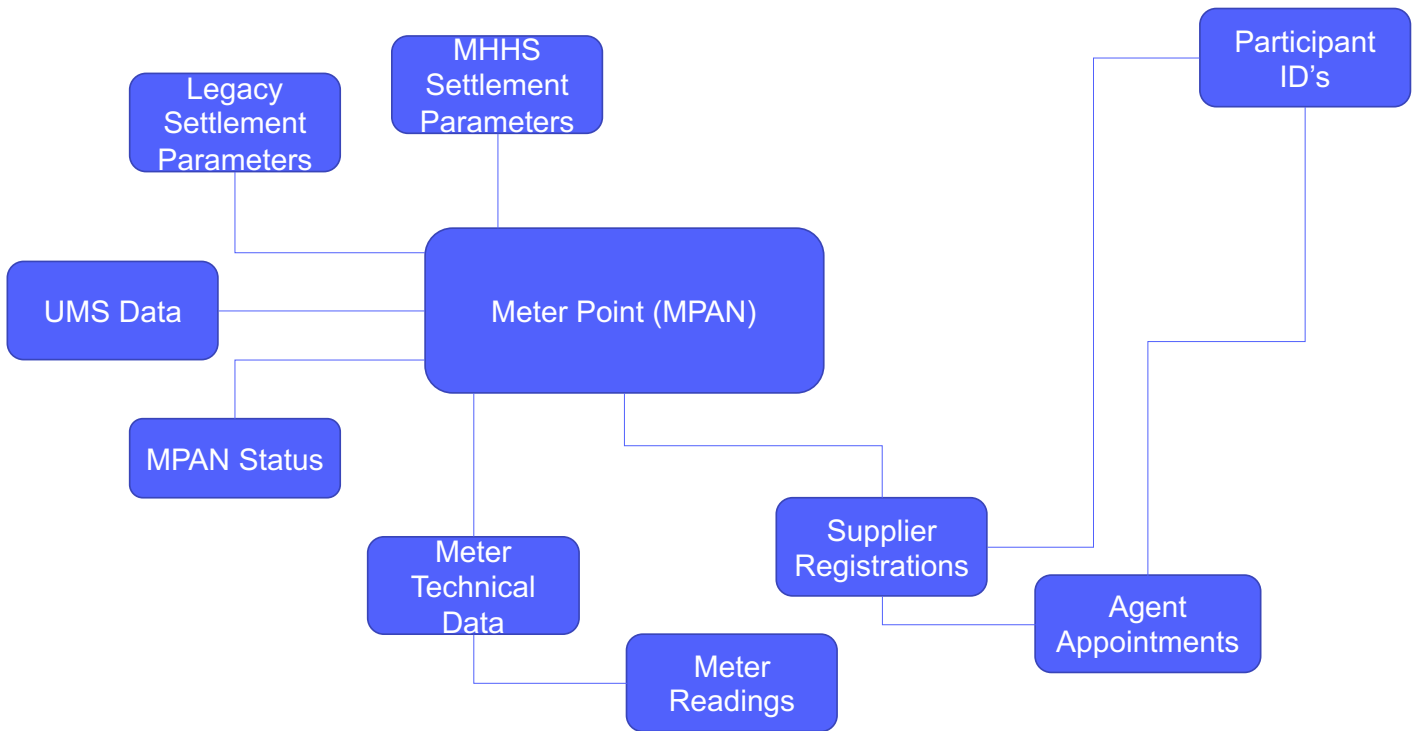 MHHS
Settlement
Parameters
Participant
ID’s
Legacy
Settlement
Parameters
UMS Data
Meter Point (MPAN)
MPAN Status
Meter
Technical
Data
Supplier
Registrations
Agent
Appointments
Meter
Readings